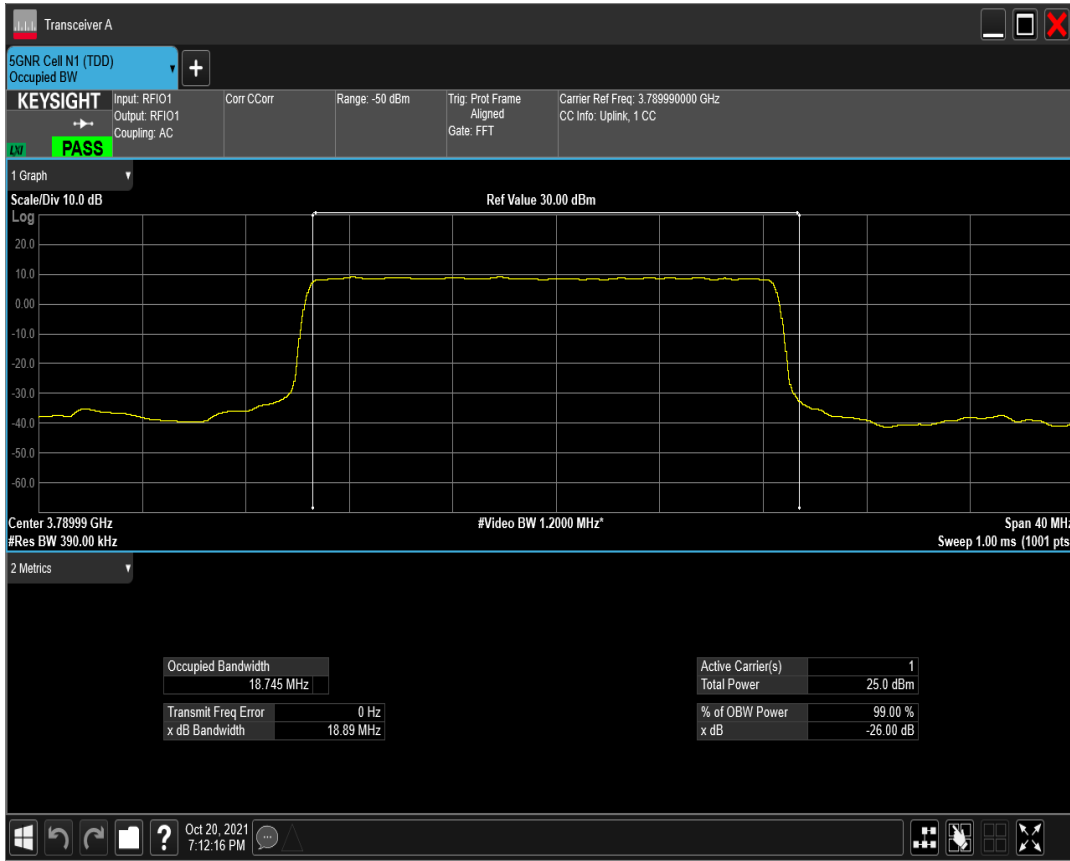 Transceiver A
5GNR Cell N1 (TDD)
Occupied BW
KEYSIGHT
LXI
PASS
Input: RFIO1
Output: RFIO1
Coupling: AC
Corr CCorr
Range: -50 dBm
Trig: Prot Frame
Aligned
Gate: FFT
Carrier Ref Freq: 3.789990000 GHz
CC Info: Uplink, 1 CC
1 Graph
Scale/Div 10.0 dB
Ref Value 30.00 dBm
Log
20.0
10.0
0.00
-10.0
-20.0
-30.0
-40.0
-50.0
-60.0
Center 3.78999 GHz
#Video BW 1.2000 MHz*
Span 40 MHz
#Res BW 390.00 kHz
Sweep 1.00 ms (1001 pts
2 Metrics
Occupied Bandwidth
18.745 MHz
Transmit Freq Error 0 Hz
x dB Bandwidth 18.89 MHz
Active Carrier(s) 1
Total Power 25.0 dBm
% of OBW Power 99.00 %
x dB -26.00 dB
?
Oct 20, 2021
7:12:16 PM